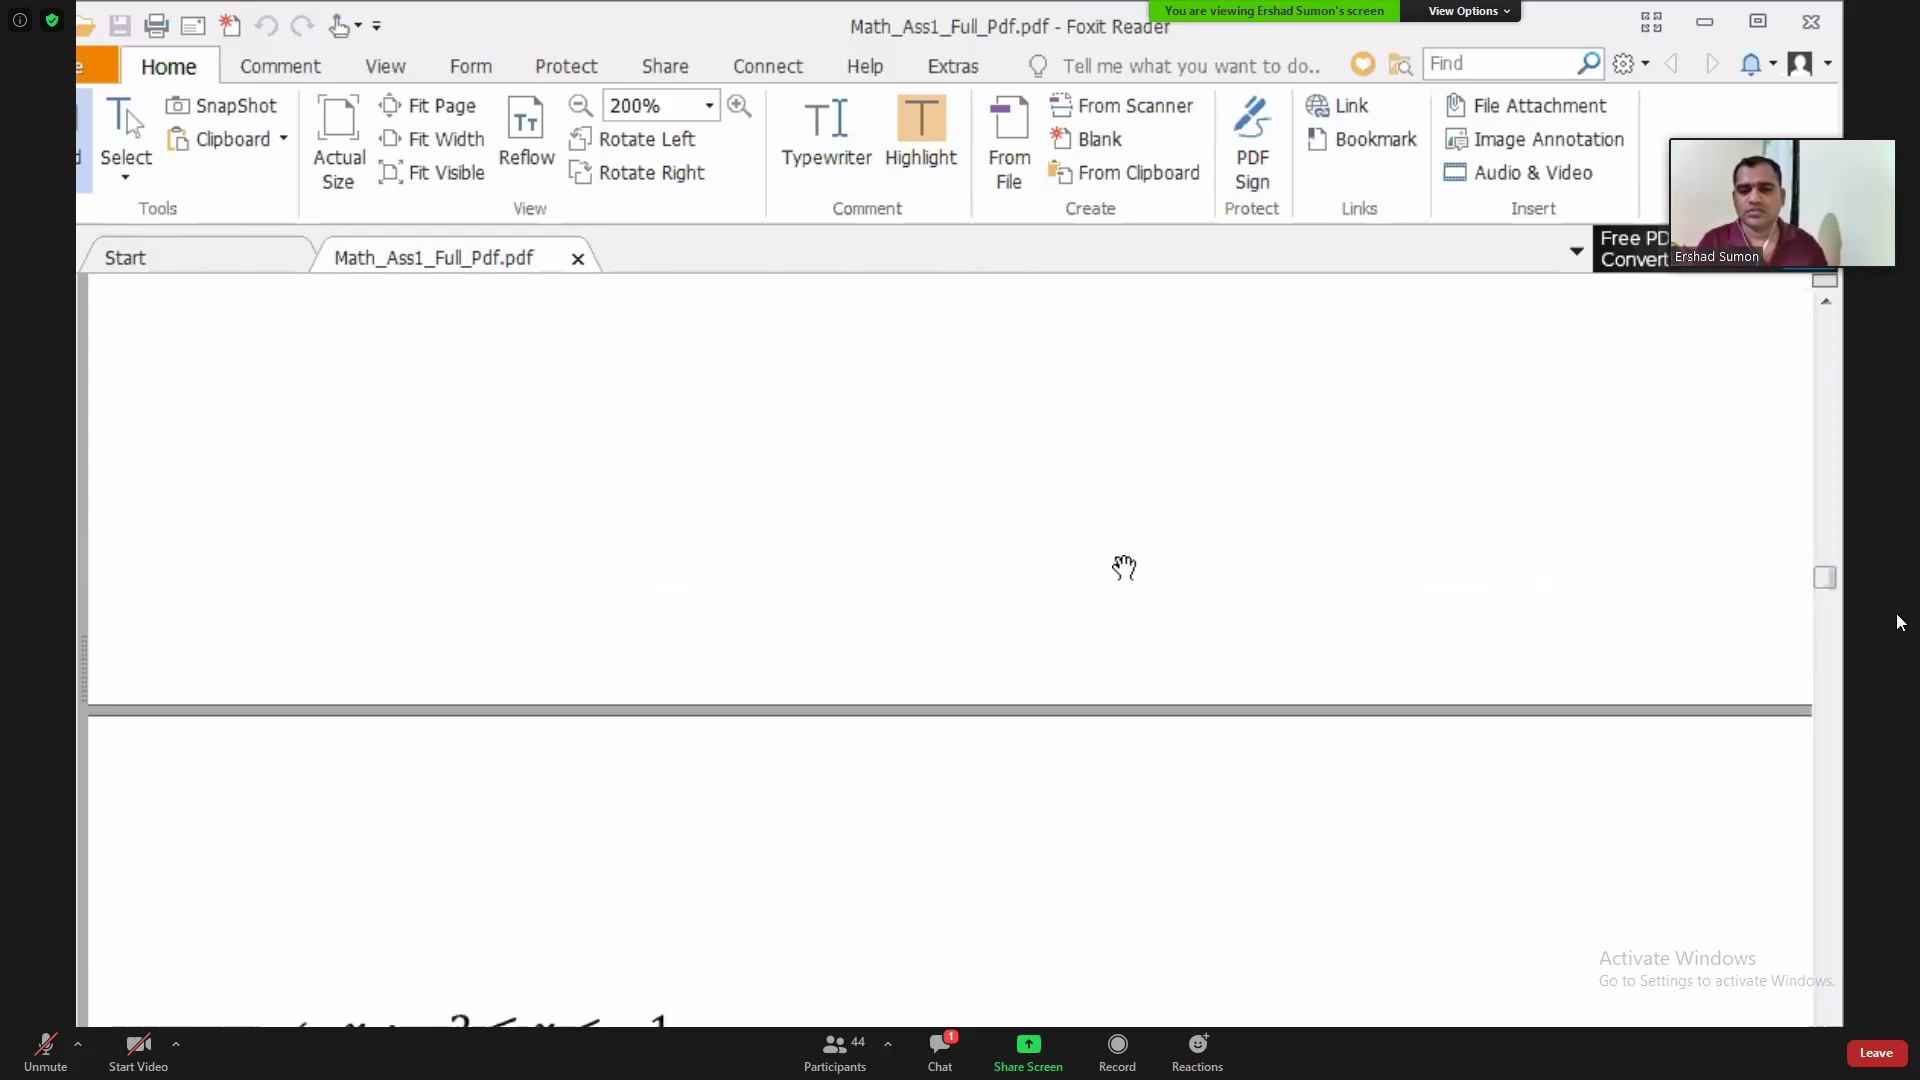 You are viewing Ershad Sumon's screen
View Options
Math_Ass1_Full_Pdf.pdf - Foxit Reader
Home
Comment
View
Form
Protect
Share
Connect
Help
Extras
Tell me what you want to do..
Find
Select
SnapShot
Clipboard
Tools
Actual
Size
Fit Page
Fit Width
Fit Visible
Reflow
200%
Rotate Left
Rotate Right
View
Typewriter
Highlight
Comment
From
File
From Scanner
Blank
From Clipboard
Create
PDF
Sign
Protect
Link
Bookmark
Links
File Attachment
Image Annotation
Audio & Video
Insert
Start
Math_Ass1_Full_Pdf.pdf
Free PD
Convert
Ershad Sumon
Activate Windows
Go to Settings to activate Windows.
Unmute
Start Video
44
Participants
1
Chat
Share Screen
Record
Reactions
Leave